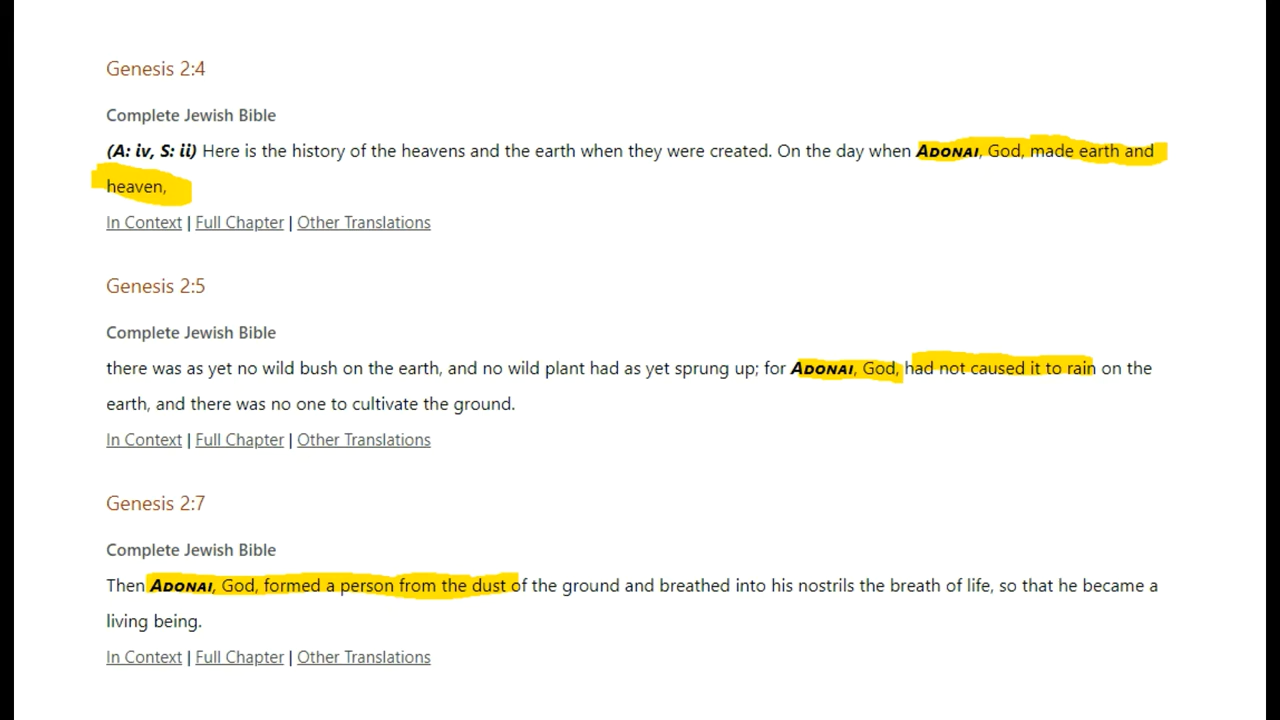 Genesis 2:4
Complete Jewish Bible
(A: iv, S: ii) Here is the history of the heavens and the earth when they were created. On the day when ADONAI, God, made earth and
heaven,
In Context | Full Chapter | Other Translations
Genesis 2:5
Complete Jewish Bible
there was as yet no wild bush on the earth, and no wild plant had as yet sprung up; for ADONAI, God, had not caused it to rain on the
earth, and there was no one to cultivate the ground.
In Context | Full Chapter | Other Translations
Genesis 2:7
Complete Jewish Bible
Then ADONAI, God, formed a person from the dust of the ground and breathed into his nostrils the breath of life, so that he became a
living being.
In Context | Full Chapter | Other Translations